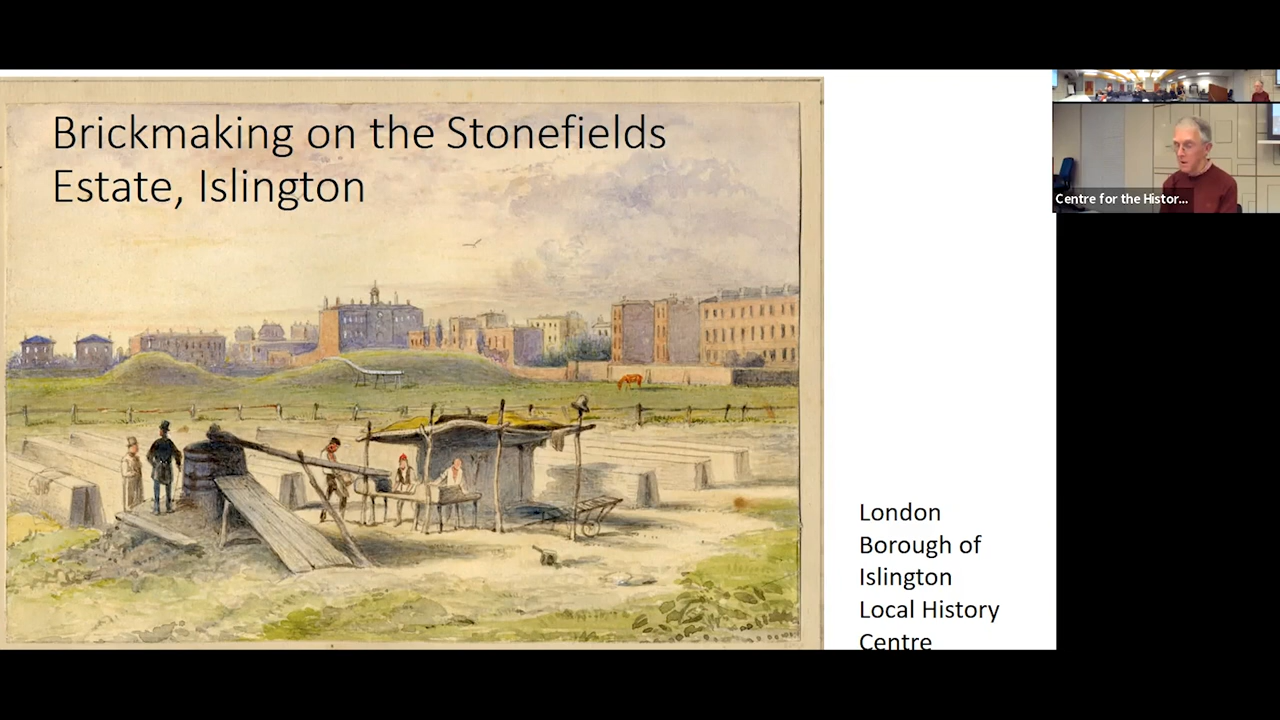 Brickmaking on the Stonefields
Estate, Islington
London
Borough of
Islington
Local History
Centre
Centre for the Histor...